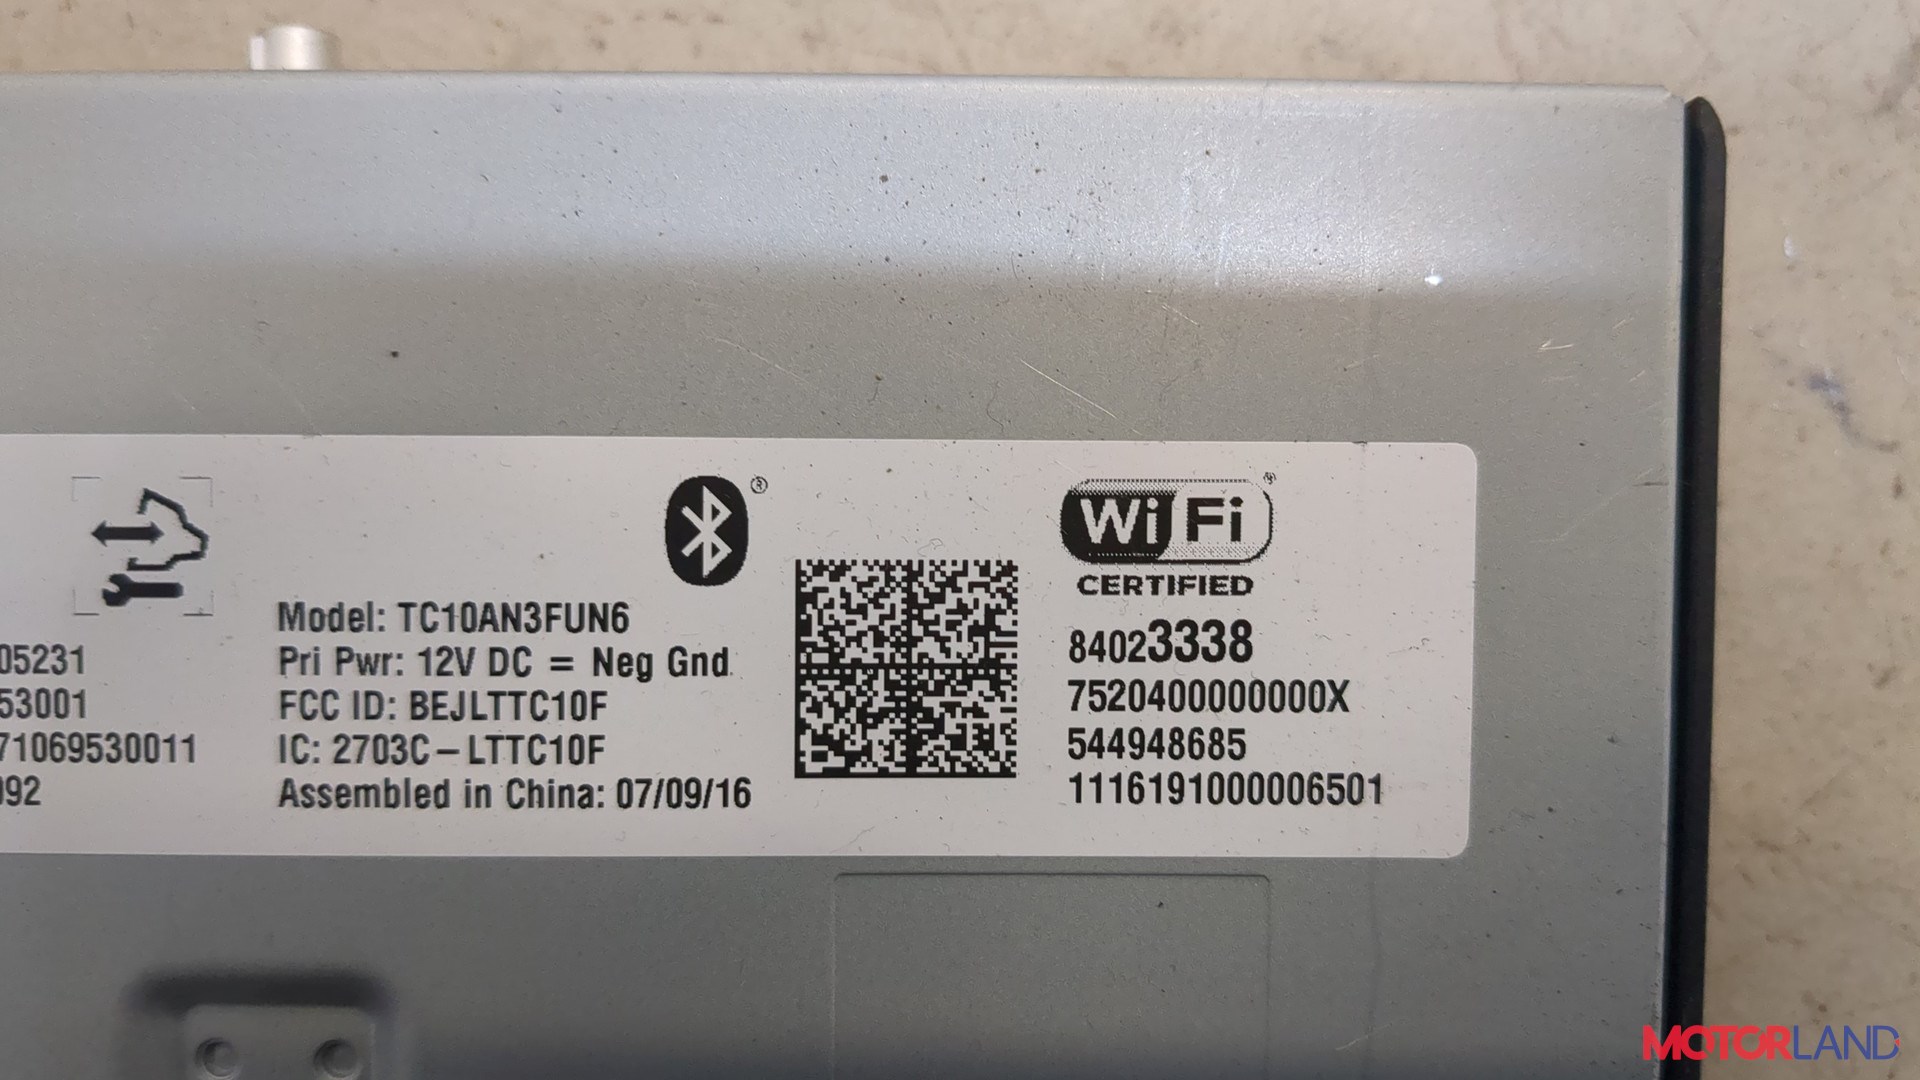 ®
Wi Fi®
CERTIFIED
Model: TC10AN3FUN6
84023338
05231
Pri Pwr: 12V DC = Neg Gnd
7520400000000X
53001
FCC ID: BEJLTTC10F
544948685
71069530011
IC: 2703C-LTTC10F
1116191000006501
092
Assembled in China: 07/09/16
MOTORLAND